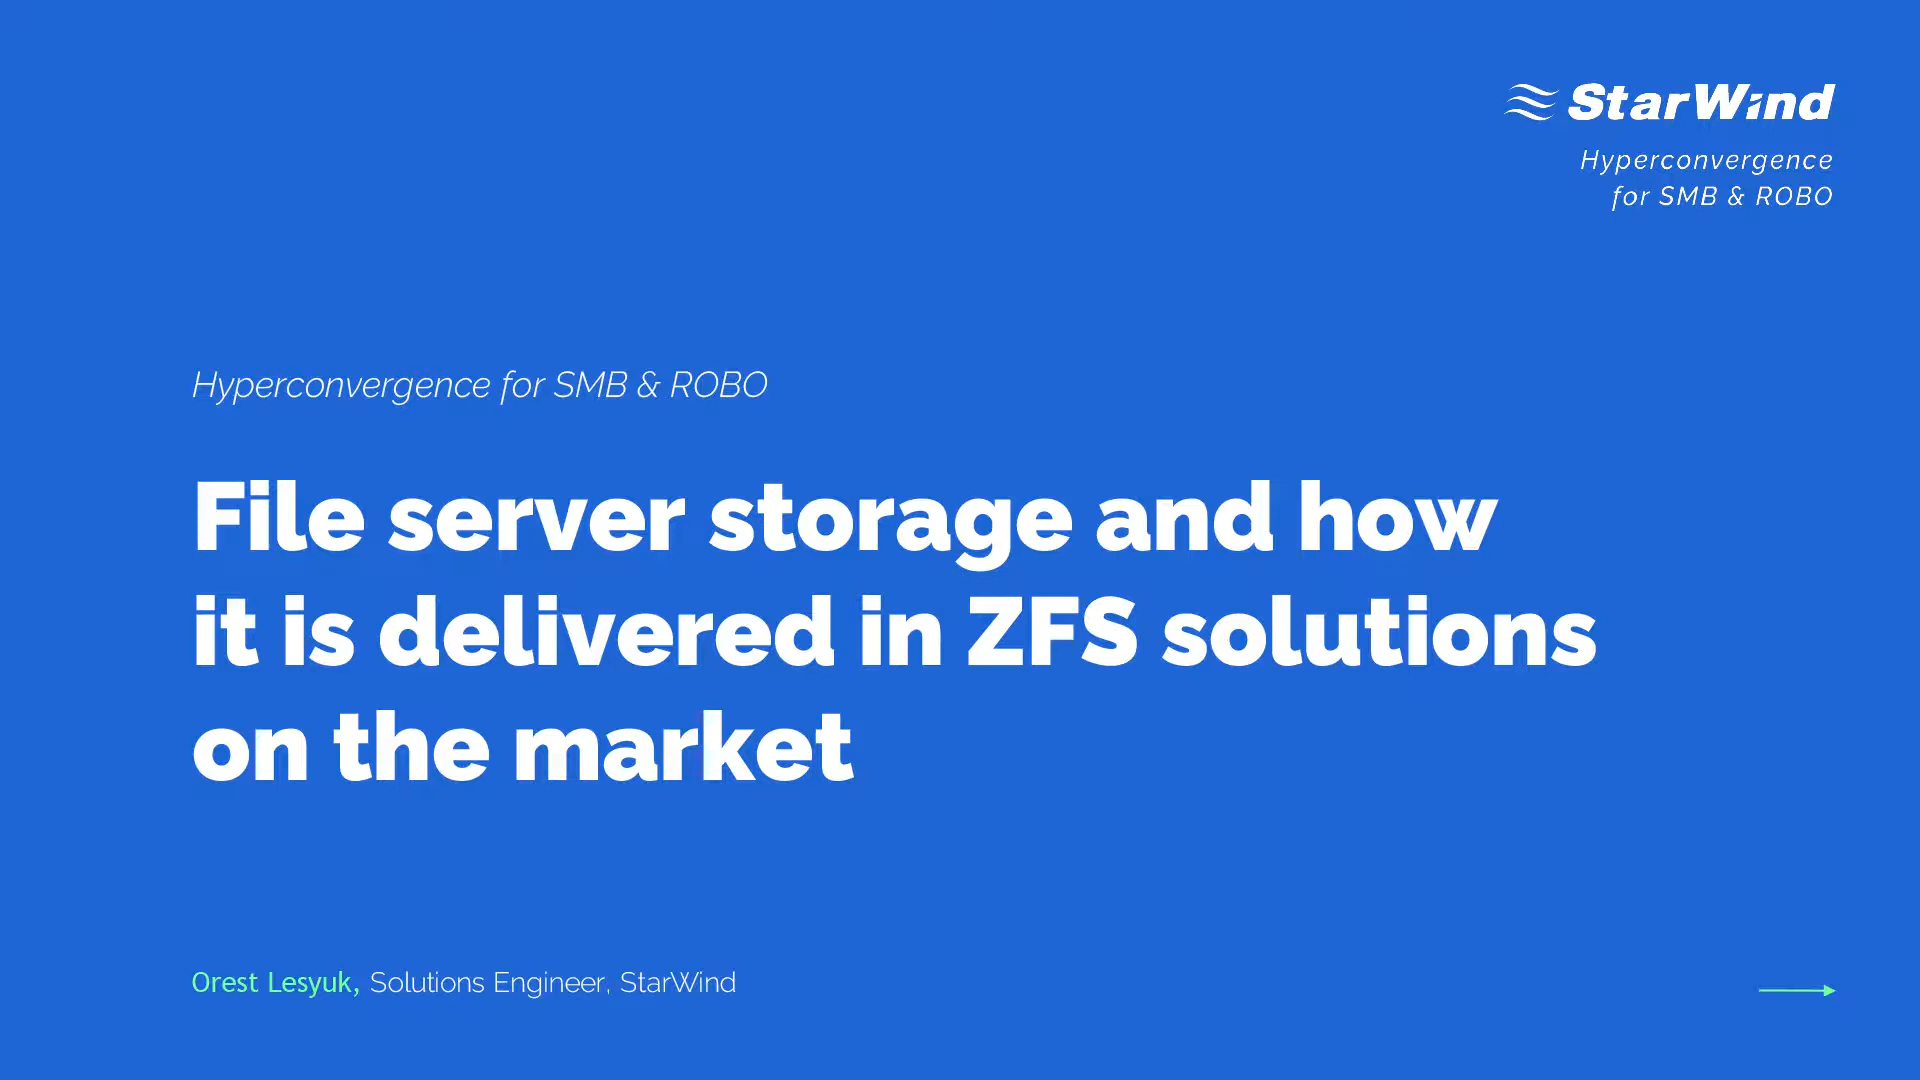 StarWind
Hyperconvergence
for SMB & ROBO
Hyperconvergence for SMB & ROBO
File server storage and how
it is delivered in ZFS solutions
on the market
Orest Lesyuk, Solutions Engineer, StarWind